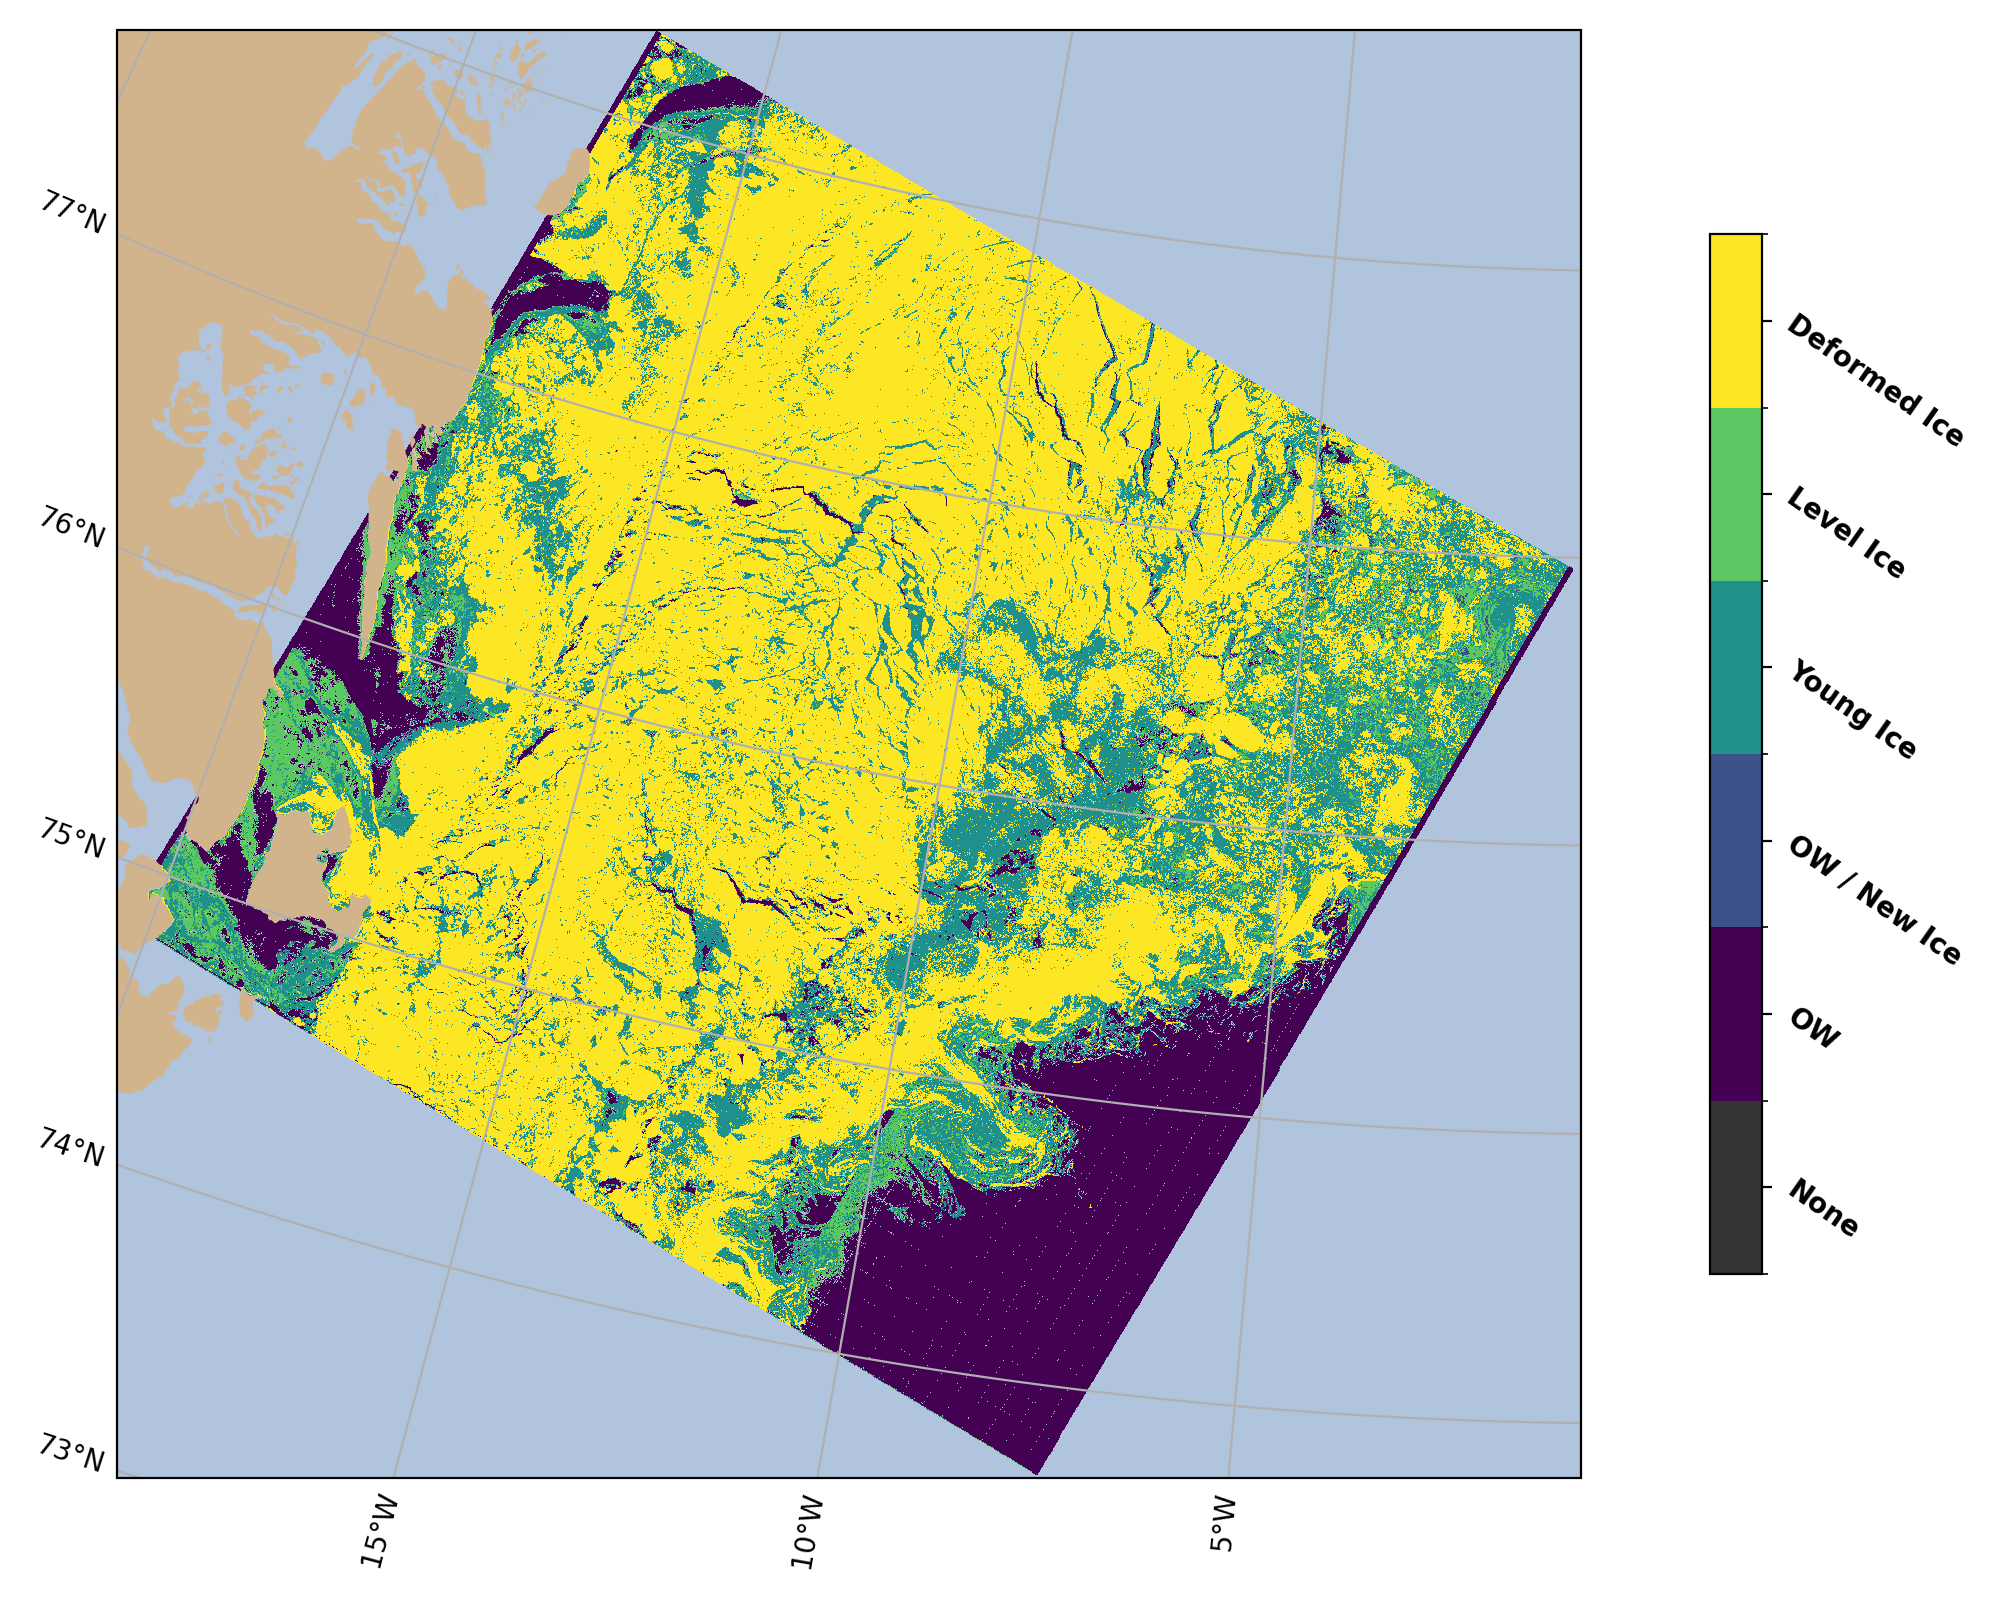 77°N
76°N
75°N
74°N
73°N
15°W
10°W
5°W
Deformed Ice
Level Ice
Young Ice
OW / New Ice
OW
None